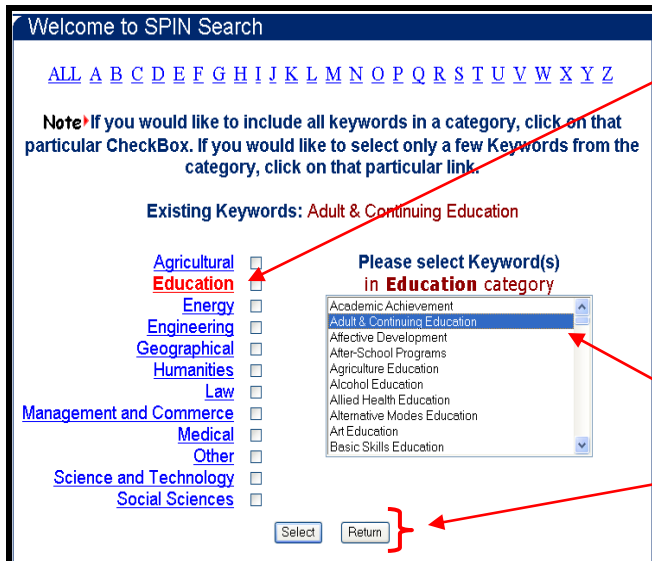 Welcome to SPIN Search
ALL A B C D E F G H I J K L M N O P Q R S T U V W X Y Z
Note If you would like to include all keywords in a category, click on that
particular CheckBox. If you would like to select only a few Keywords from the
category, click on that particular link.
Existing Keywords: Adult & Continuing Education
Agricultural
Education
Energy
Engineering
Geographical
Humanities
Law
Management and Commerce
Medical
Other
Science and Technology
Social Sciences
Please select Keyword(s)
in Education category
Academic Achievement
Adult & Continuing Education
Affective Development
After-School Programs
Agriculture Education
Alcohol Education
Allied Health Education
Alternative Modes Education
Art Education
Basic Skills Education
Select Return